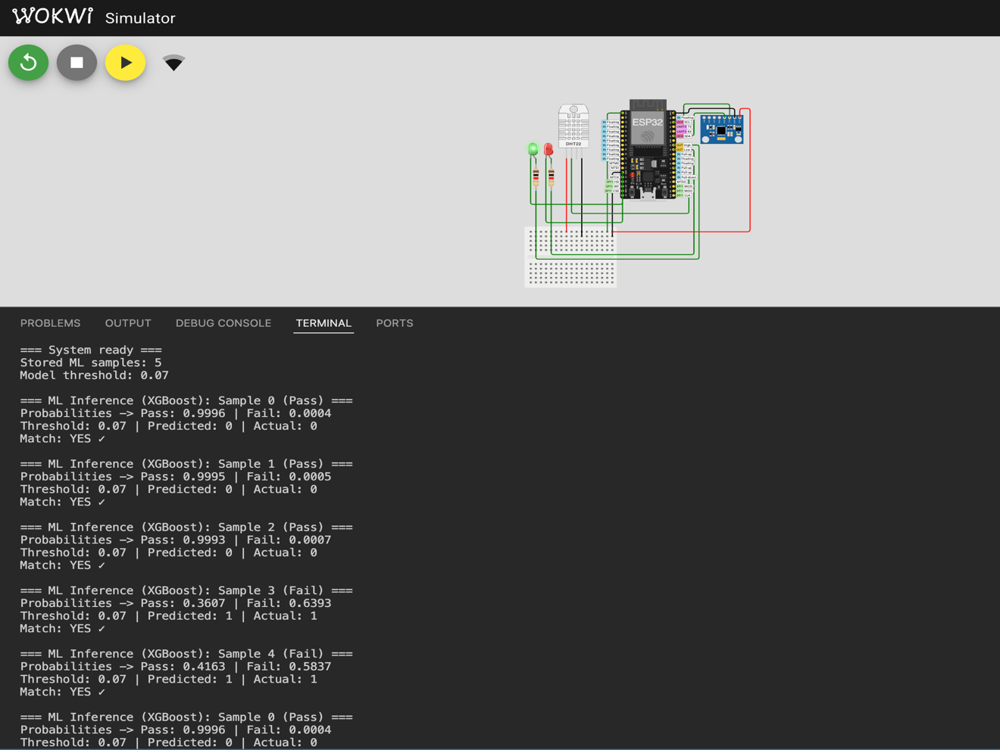 WOKWI Simulator
ESP32
DHT22
PROBLEMS OUTPUT DEBUG CONSOLE TERMINAL PORTS
=== System ready ===
Stored ML samples: 5
Model threshold: 0.07
=== ML Inference (XGBoost): Sample 0 (Pass) ===
Probabilities —> Pass: 0.9996 | Fail: 0.0004
Threshold: 0.07 | Predicted: 0 | Actual: 0
Match: YES ✓
=== ML Inference (XGBoost): Sample 1 (Pass) ===
Probabilities —> Pass: 0.9995 | Fail: 0.0005
Threshold: 0.07 | Predicted: 0 | Actual: 0
Match: YES ✓
=== ML Inference (XGBoost): Sample 2 (Pass) ===
Probabilities —> Pass: 0.9993 | Fail: 0.0007
Threshold: 0.07 | Predicted: 0 | Actual: 0
Match: YES ✓
=== ML Inference (XGBoost): Sample 3 (Fail) ===
Probabilities —> Pass: 0.3607 | Fail: 0.6393
Threshold: 0.07 | Predicted: 1 | Actual: 1
Match: YES ✓
=== ML Inference (XGBoost): Sample 4 (Fail) ===
Probabilities —> Pass: 0.4163 | Fail: 0.5837
Threshold: 0.07 | Predicted: 1 | Actual: 1
Match: YES ✓
=== ML Inference (XGBoost): Sample 0 (Pass) ===
Probabilities —> Pass: 0.9996 | Fail: 0.0004
Threshold: 0.07 | Predicted: 0 | Actual: 0